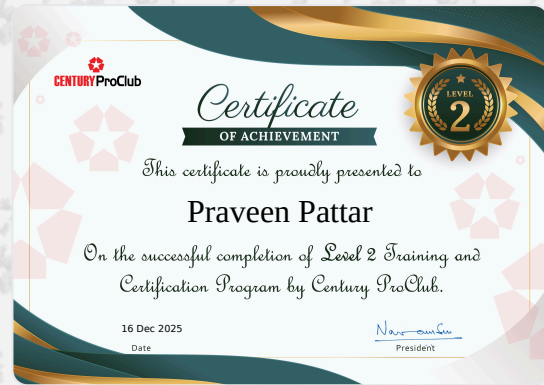 CENTURY ProClub
LEVEL
2
Certificate
OF ACHIEVEMENT
This certificate is proudly presented to
Praveen Pattar
On the successful completion of Level 2 Training and
Certification Program by Century ProClub.
16 Dec 2025
Date
President